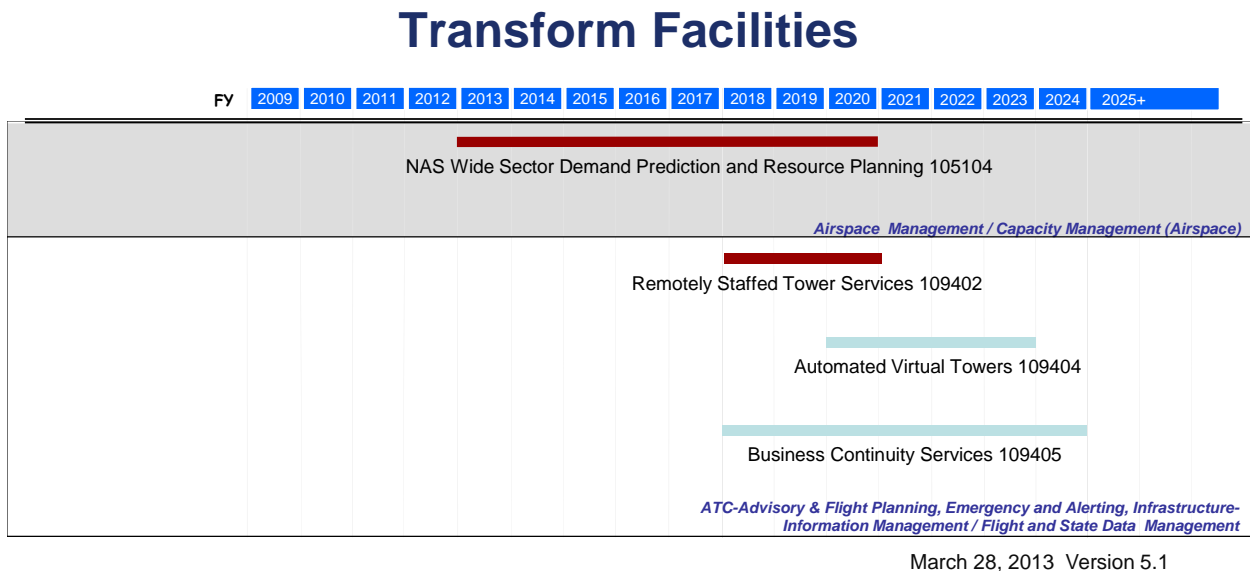 Transform Facilities
FY 2009 2010 2011 2012 2013 2014 2015 2016 2017 2018 2019 2020 2021 2022 2023 2024 2025+
NAS Wide Sector Demand Prediction and Resource Planning 105104
Airspace Management / Capacity Management (Airspace)
Remotely Staffed Tower Services 109402
Automated Virtual Towers 109404
Business Continuity Services 109405
ATC-Advisory & Flight Planning, Emergency and Alerting, Infrastructure-
Information Management / Flight and State Data Management
March 28, 2013 Version 5.1